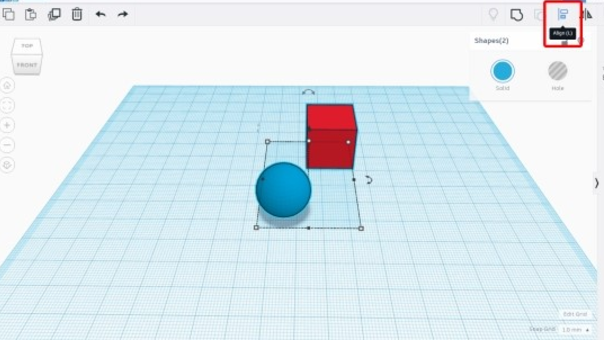 Align (L)
Shapes(2)
TOP
FRONT
Solid
Hole
Edit Grid
Snap Grid 1.0 mm